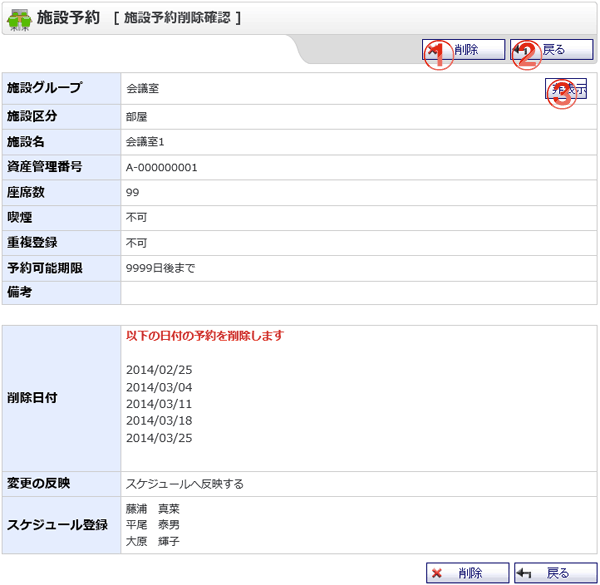 施設予約 [ 施設予約削除確認 ]
① 削除 ② 戻る
施設グループ 会議室 ③ 非表示
施設区分 部屋
施設名 会議室1
資産管理番号 A-000000001
座席数 99
喫煙 不可
重複登録 不可
予約可能期限 9999日後まで
備考
以下の日付の予約を削除します
2014/02/25
2014/03/04
2014/03/11
削除日付
2014/03/18
2014/03/25
変更の反映 スケジュールへ反映する
スケジュール登録
藤浦 真菜
平尾 泰男
大原 輝子
削除 戻る